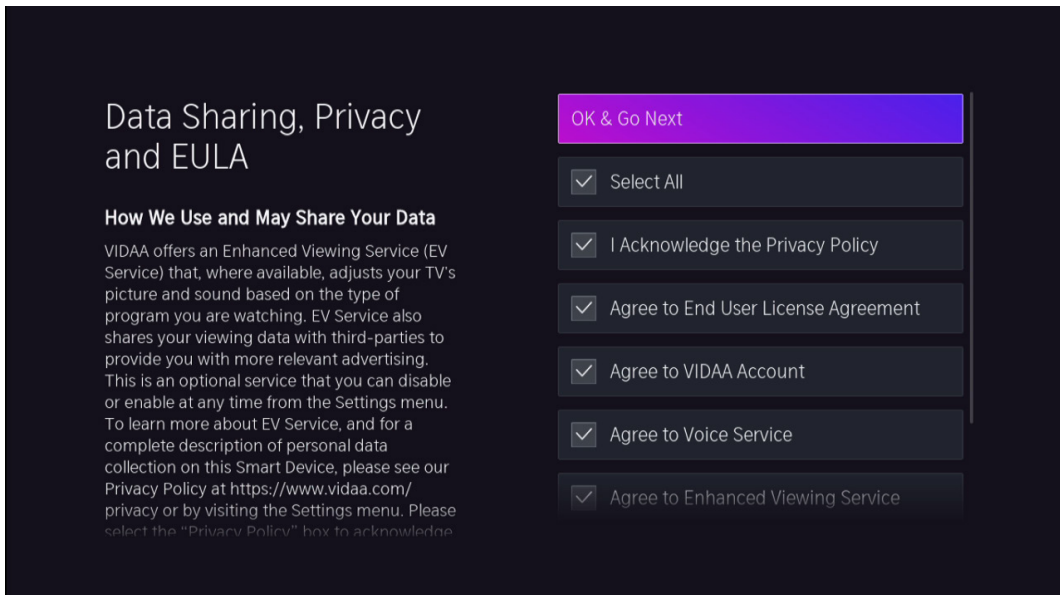 Data Sharing, Privacy
and EULA
How We Use and May Share Your Data
VIDAA offers an Enhanced Viewing Service (EV
Service) that, where available, adjusts your TV's
picture and sound based on the type of
program you are watching. EV Service also
shares your viewing data with third-parties to
provide you with more relevant advertising.
This is an optional service that you can disable
or enable at any time from the Settings menu.
To learn more about EV Service, and for a
complete description of personal data
collection on this Smart Device, please see our
Privacy Policy at https://www.vidaa.com/
privacy or by visiting the Settings menu. Please
select the "Privacy Policy" box to acknowledge
OK & Go Next
Select All
I Acknowledge the Privacy Policy
Agree to End User License Agreement
Agree to VIDAA Account
Agree to Voice Service
Agree to Enhanced Viewing Service